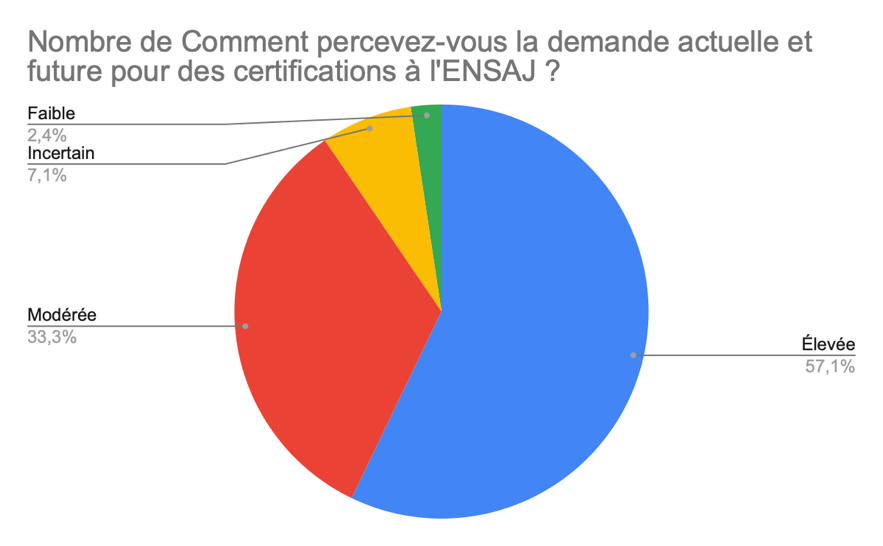 Nombre de Comment percevez-vous la demande actuelle et
future pour des certifications à l'ENSAJ ?
Faible
2,4%
Incertain
7,1%
Modérée
33,3%
Élevée
57,1%